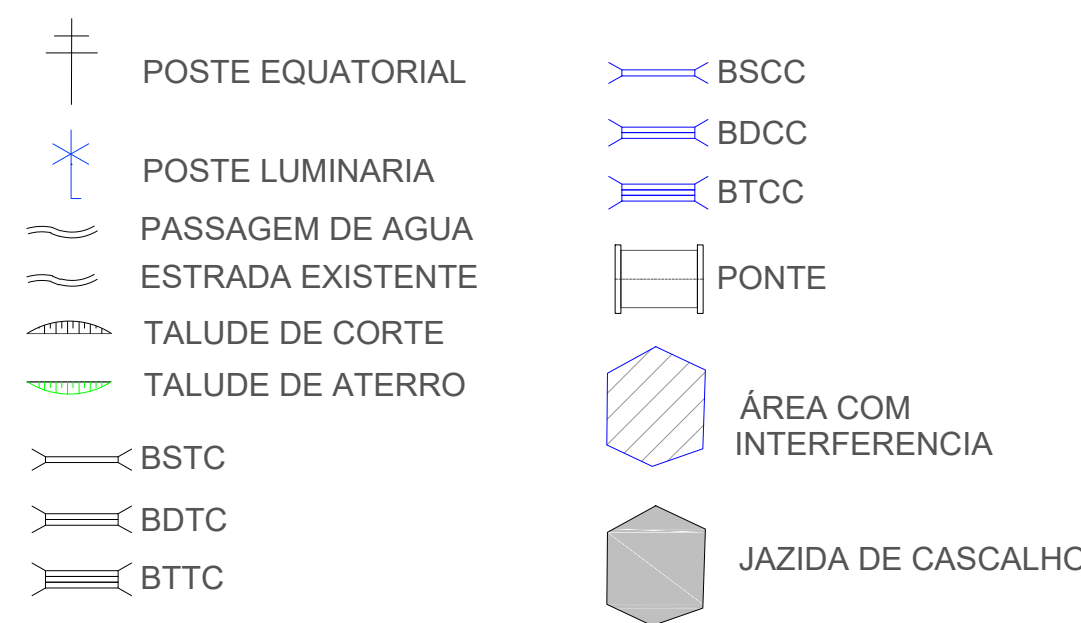 POSTE EQUATORIAL
POSTE LUMINARIA
PASSAGEM DE AGUA
ESTRADA EXISTENTE
TALUDE DE CORTE
TALUDE DE ATERRO
BSTC
BDTC
BTTC
BSCC
BDCC
BTCC
PONTE
ÁREA COM
INTERFERENCIA
JAZIDA DE CASCALHO